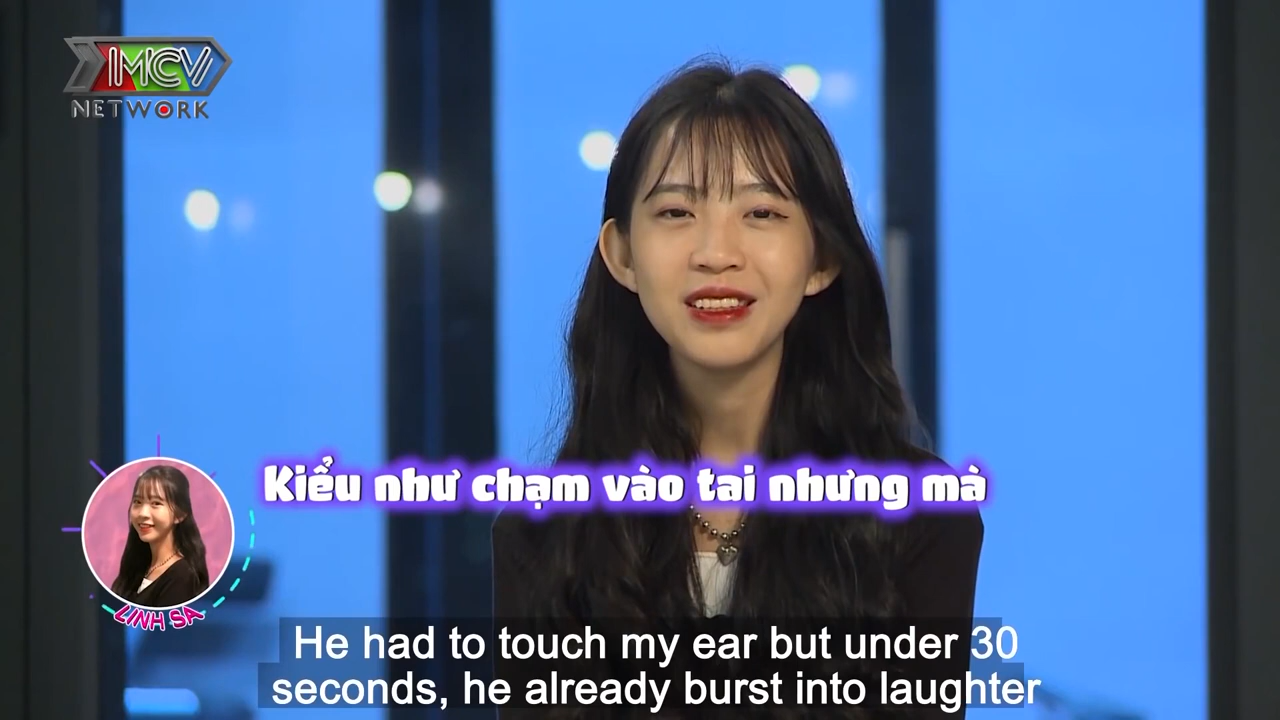 MCV
NETWORK
Kiểu như chạm vào tai nhưng mà
LINH SA
He had to touch my ear but under 30
seconds, he already burst into laughter